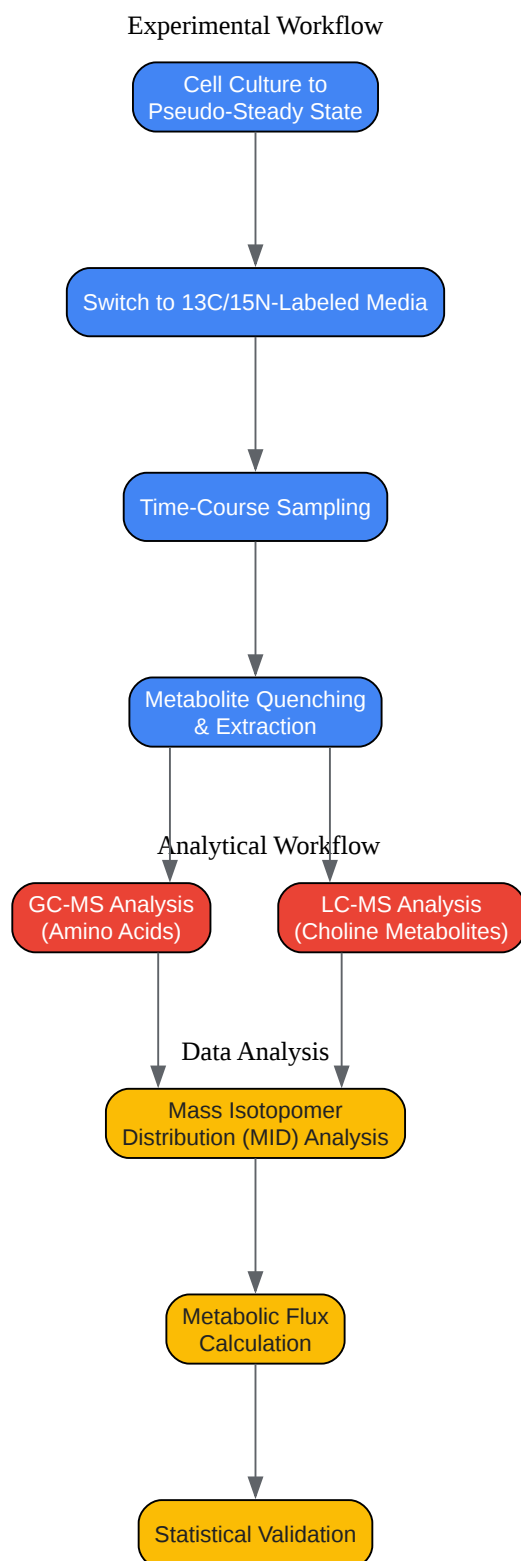 Experimental Workflow
Cell Culture to
Pseudo-Steady State
Switch to 13C/15N-Labeled Media
Time-Course Sampling
Metabolite Quenching
& Extraction
Analytical Workflow
GC-MS Analysis
(Amino Acids)
LC-MS Analysis
(Choline Metabolites)
Data Analysis
Mass Isotopomer
Distribution (MID) Analysis
Metabolic Flux
Calculation
Statistical Validation